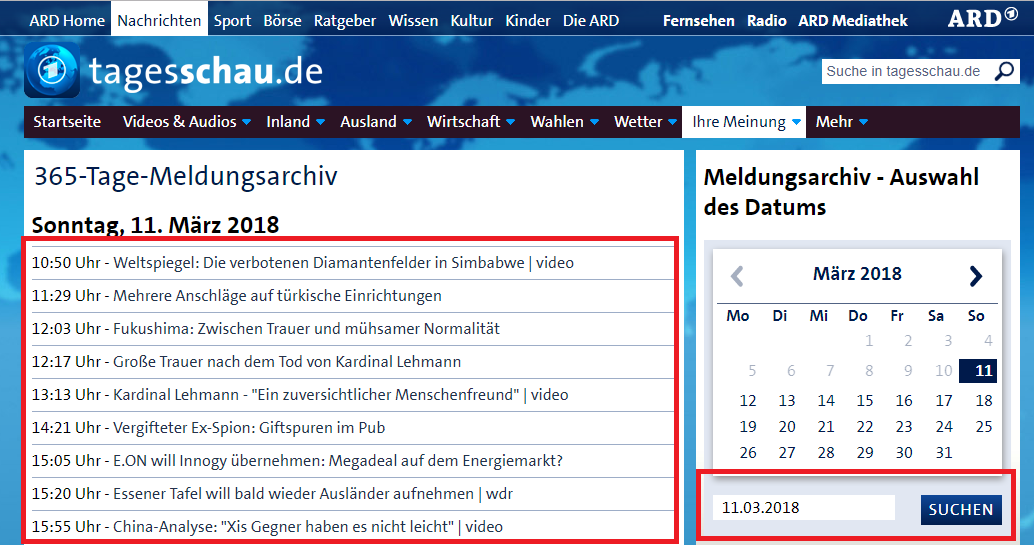 ARD Home Nachrichten Sport Börse Ratgeber Wissen Kultur Kinder Die ARD Fernsehen Radio ARD Mediathek ARD
tagesschau.de
Suche in tagesschau.de
Startseite Videos & Audios Inland Ausland Wirtschaft Wahlen Wetter Ihre Meinung Mehr
365-Tage-Meldungsarchiv
Sonntag, 11. März 2018
10:50 Uhr - Weltspiegel: Die verbotenen Diamantenfelder in Simbabwe | video
11:29 Uhr - Mehrere Anschläge auf türkische Einrichtungen
12:03 Uhr - Fukushima: Zwischen Trauer und mühsamer Normalität
12:17 Uhr - Große Trauer nach dem Tod von Kardinal Lehmann
13:13 Uhr - Kardinal Lehmann - "Ein zuversichtlicher Menschenfreund" | video
14:21 Uhr - Vergifteter Ex-Spion: Giftspuren im Pub
15:05 Uhr - E.ON will Innogy übernehmen: Megadeal auf dem Energiemarkt?
15:20 Uhr - Essener Tafel will bald wieder Ausländer aufnehmen | wdr
15:55 Uhr - China-Analyse: "Xis Gegner haben es nicht leicht" | video
Meldungsarchiv - Auswahl
des Datums
März 2018
Mo Di Mi Do Fr Sa So
1 2 3 4
5 6 7 8 9 10 11
12 13 14 15 16 17 18
19 20 21 22 23 24 25
26 27 28 29 30 31
11.03.2018 SUCHEN